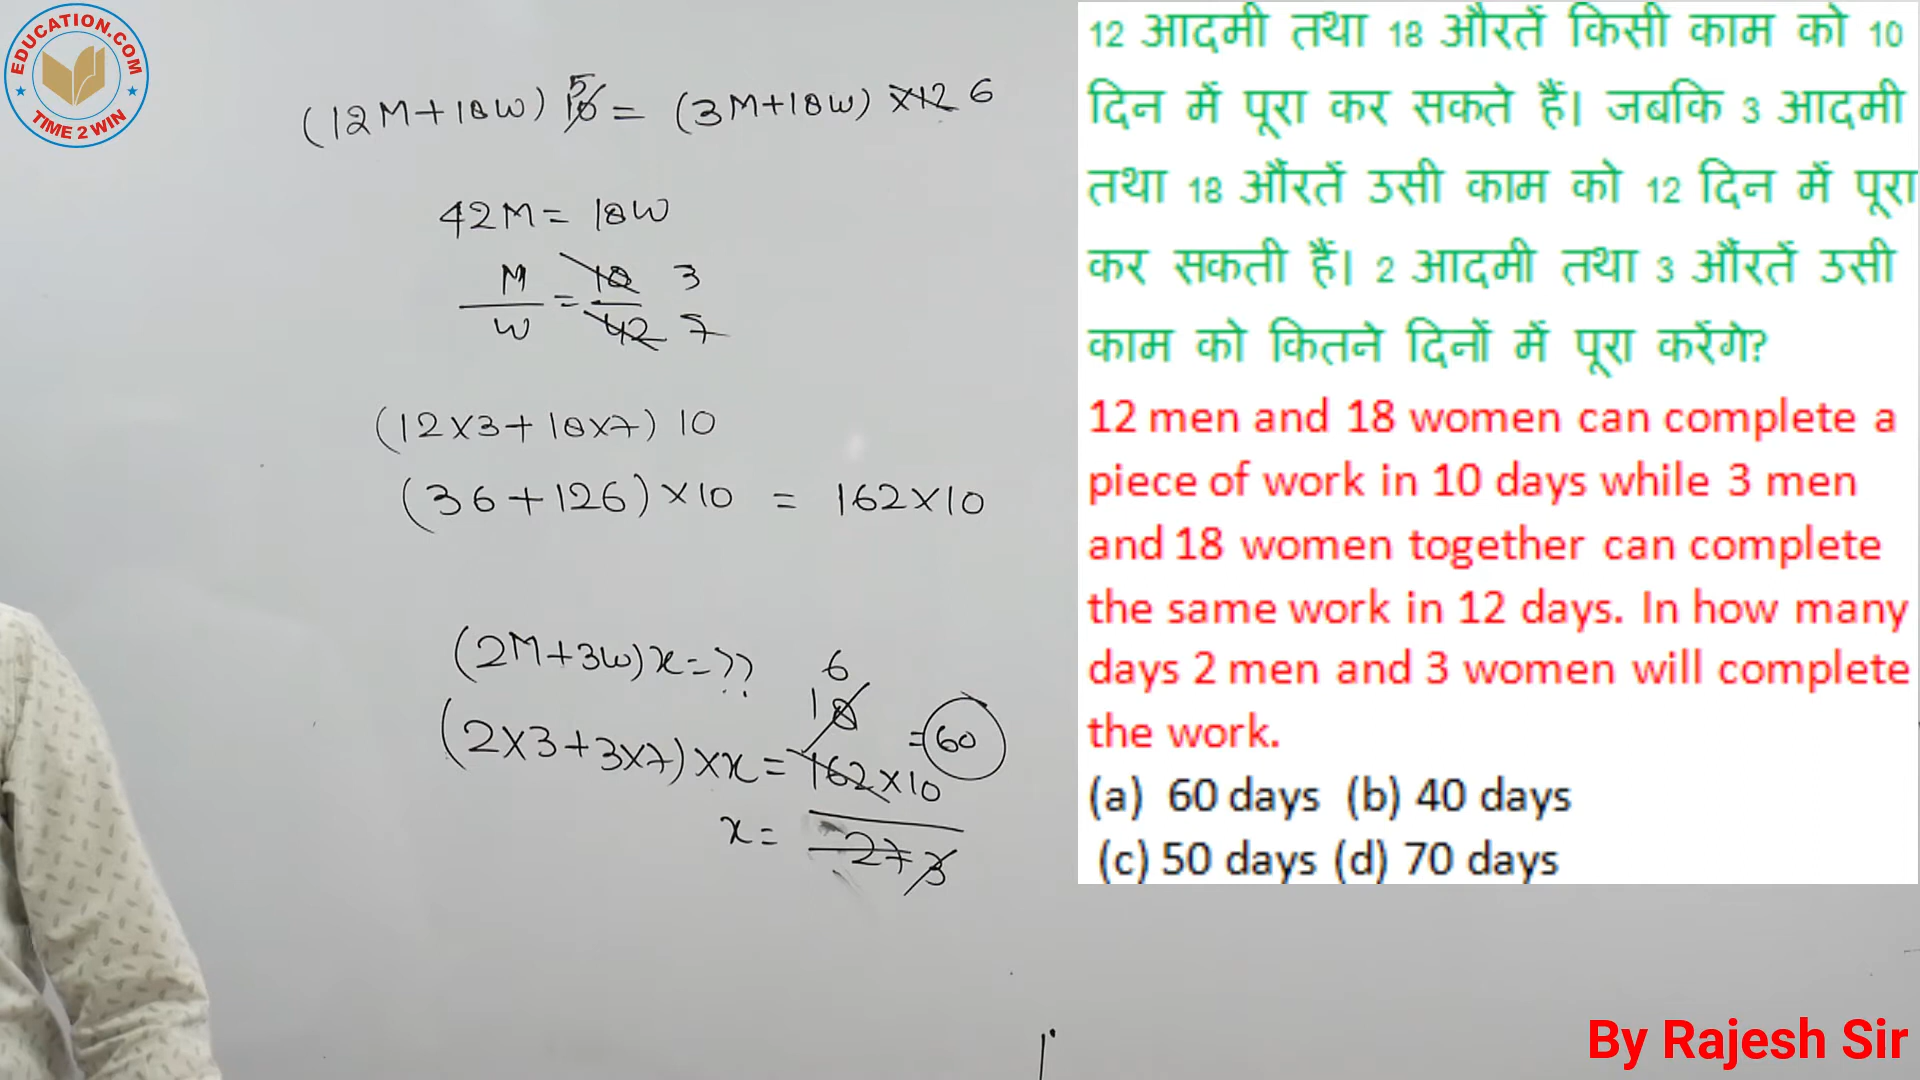 EDUCATION.COM
TIME 2 WIN
(12M+18W) 10 5 = (3M+18W) ×12 6
42M = 18W
M/W = 18/42 3/7
(12×3+18×7) 10
(36+126)×10 = 162×10
(2M+3W)x=??
(2×3+3×7)×x = 162×10 18 6 =60
x = 27 3
12 आदमी तथा 18 औरतें किसी काम को 10
दिन में पूरा कर सकते हैं। जबकि 3 आदमी
तथा 18 औंरतें उसी काम को 12 दिन में पूरा
कर सकती हैं। 2 आदमी तथा 3 औंरतें उसी
काम को कितने दिनों में पूरा करेंगे?
12 men and 18 women can complete a
piece of work in 10 days while 3 men
and 18 women together can complete
the same work in 12 days. In how many
days 2 men and 3 women will complete
the work.
(a) 60 days (b) 40 days
(c) 50 days (d) 70 days
By Rajesh Sir